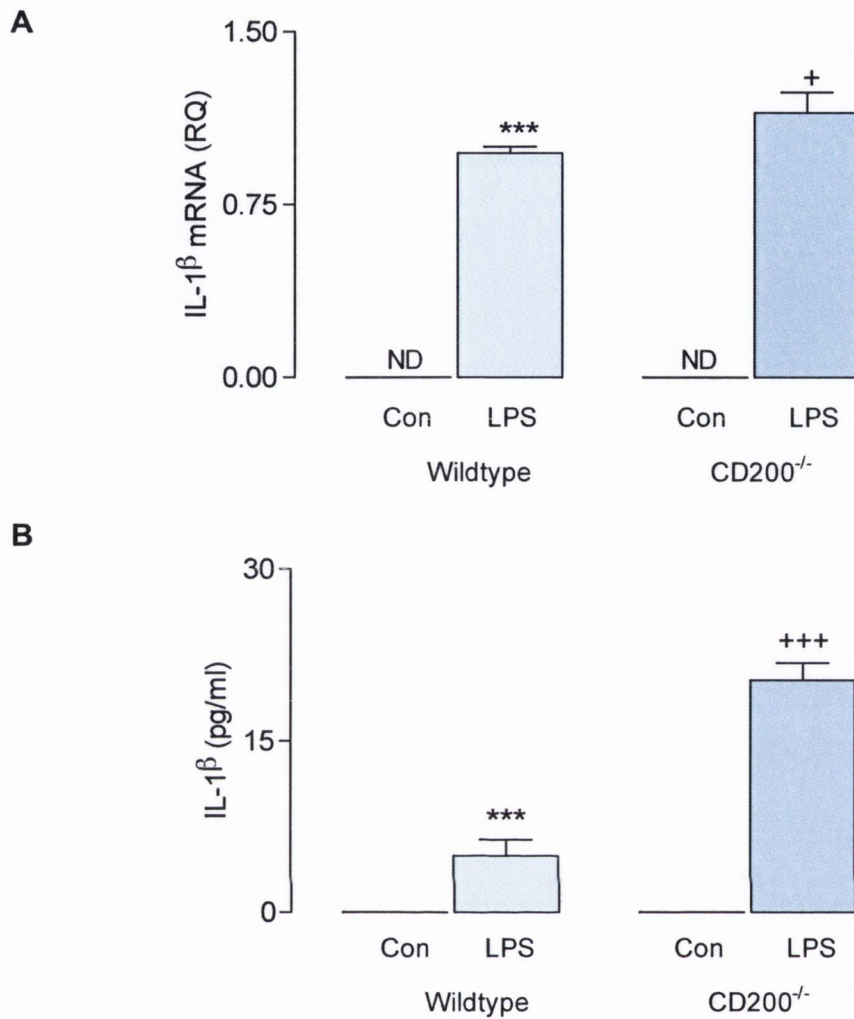 A
IL-1β mRNA (RQ)
1.50
0.75
0.00
***
+
ND
ND
Con LPS Con LPS
Wildtype CD200-/-
B
IL-1β (pg/ml)
30
15
0
***
+++
Con LPS Con LPS
Wildtype CD200-/-